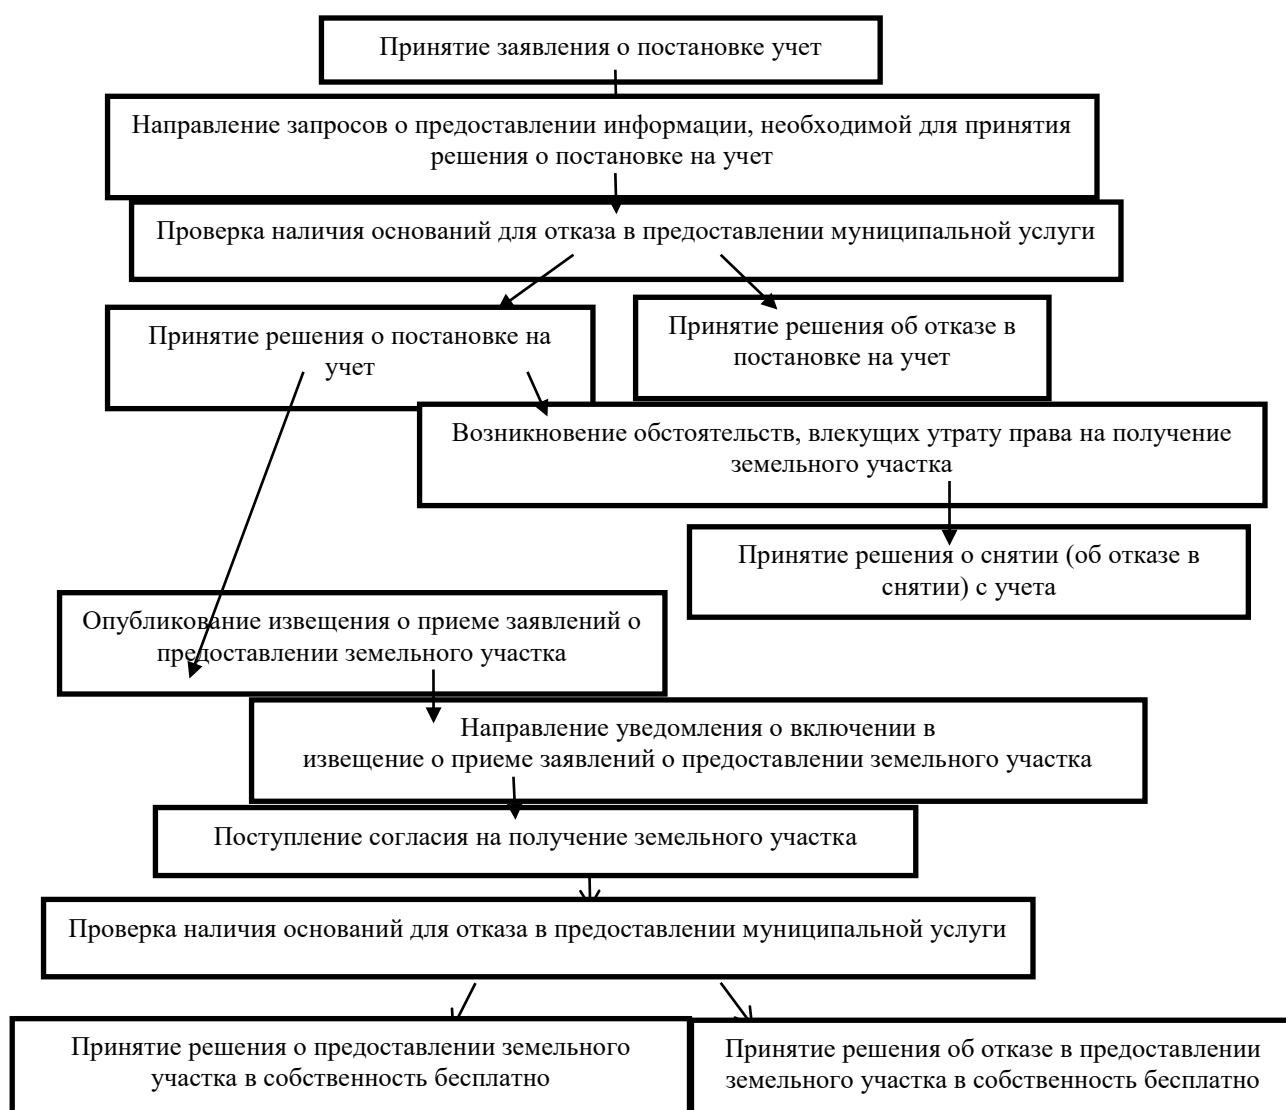 Принятие заявления о постановке учет
Направление запросов о предоставлении информации, необходимой для принятия
решения о постановке на учет
Проверка наличия оснований для отказа в предоставлении муниципальной услуги
Принятие решения о постановке на
учет
Принятие решения об отказе в
постановке на учет
Возникновение обстоятельств, влекущих утрату права на получение
земельного участка
Принятие решения о снятии (об отказе в
снятии) с учета
Опубликование извещения о приеме заявлений о
предоставлении земельного участка
Направление уведомления о включении в
извещение о приеме заявлений о предоставлении земельного участка
Поступление согласия на получение земельного участка
Проверка наличия оснований для отказа в предоставлении муниципальной услуги
Принятие решения о предоставлении земельного
участка в собственность бесплатно
Принятие решения об отказе в предоставлении
земельного участка в собственность бесплатно